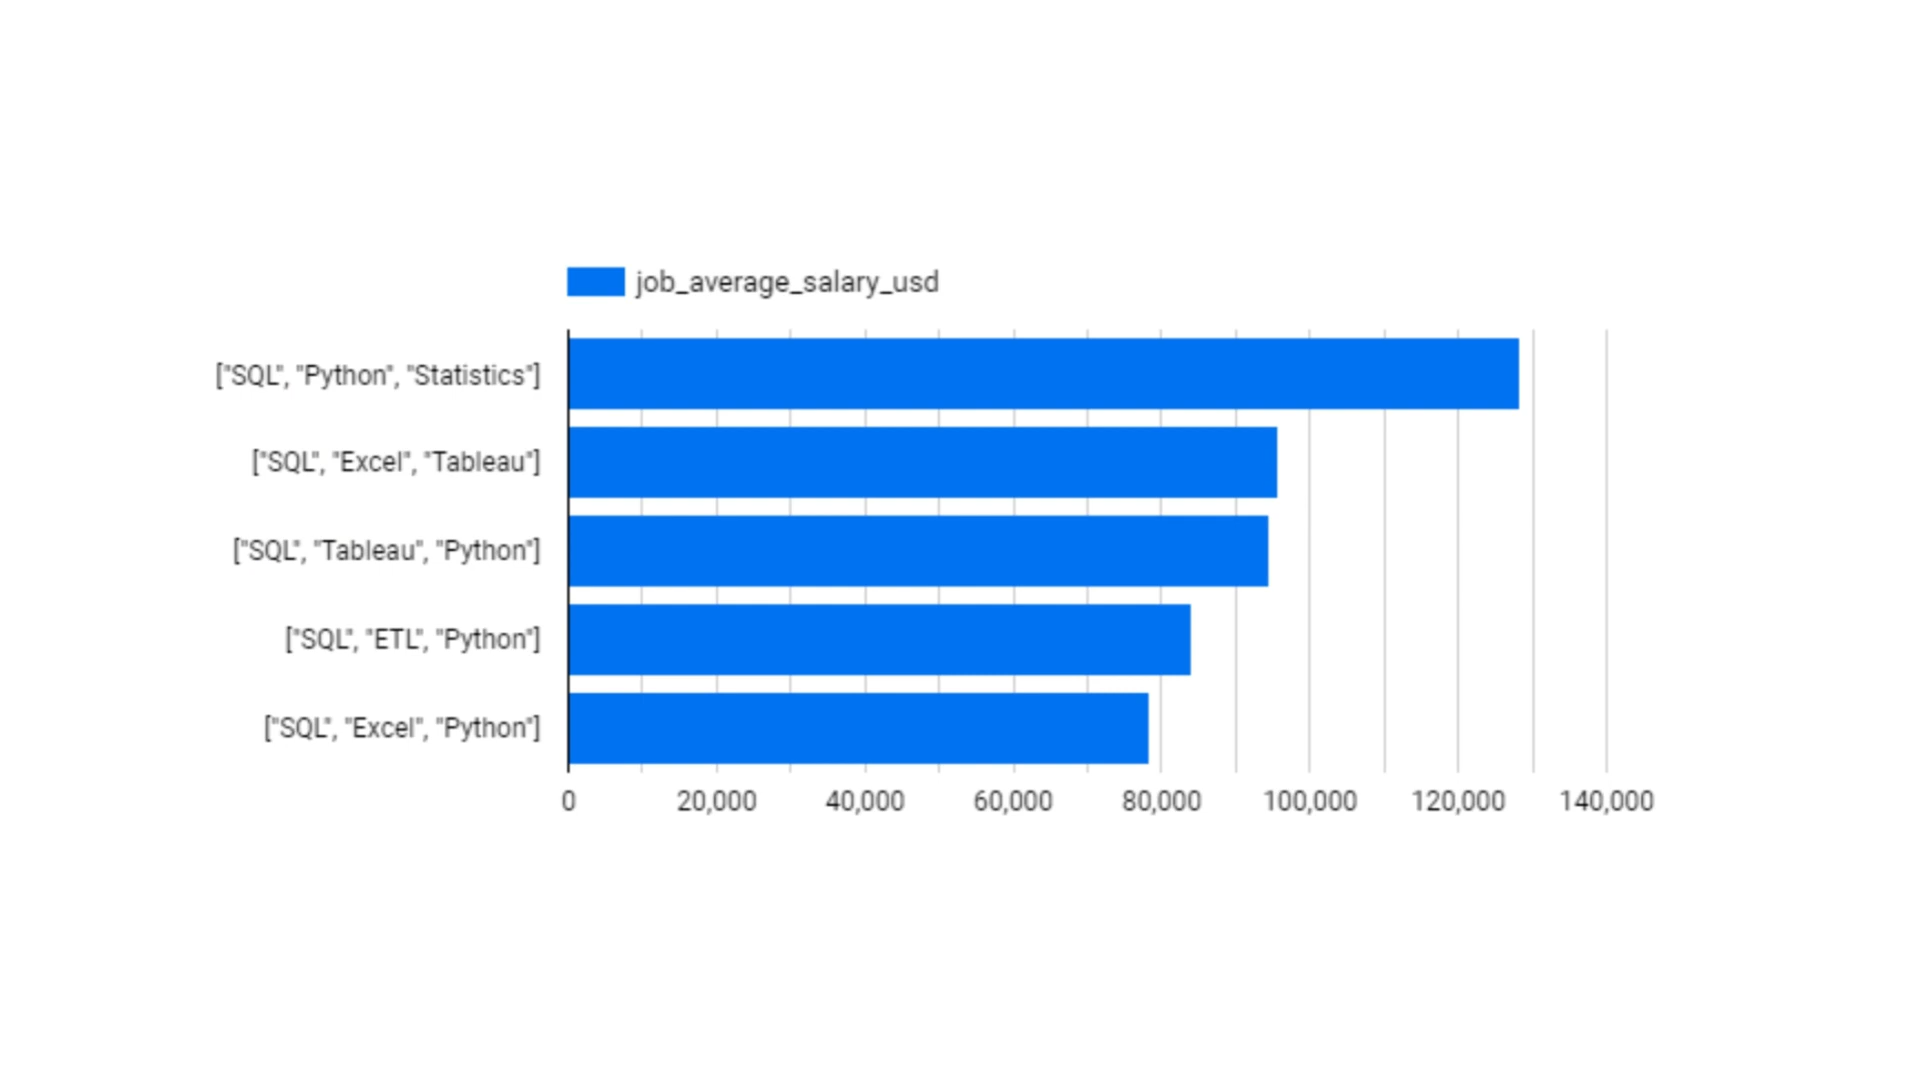 job_average_salary_usd
["SQL", "Python", "Statistics"]
["SQL", "Excel", "Tableau"]
["SQL", "Tableau", "Python"]
["SQL", "ETL", "Python"]
["SQL", "Excel", "Python"]
0 20,000 40,000 60,000 80,000 100,000 120,000 140,000